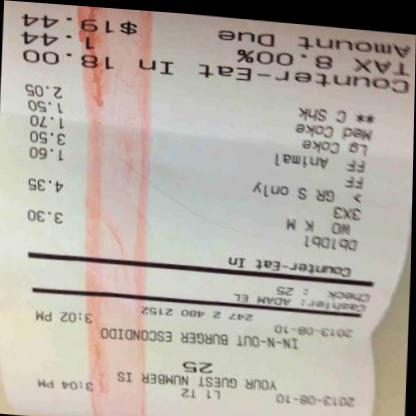 L1 T2
2013-08-10 3:04 PM
YOUR GUEST NUMBER IS
25
IN-N-OUT BURGER ESCONDIDO
2013-08-10 3:02 PM
247 2 480 2152
Cashier: ADAM EL
Check : 25
Counter-Eat In
DblDbl 3.30
WO K M
3X3 4.35
> GR S only
FF 1.60
FF Animal 3.50
Lg Coke 1.70
Med Coke 1.50
** C Shk 2.05
Counter-Eat In 18.00
TAX 8.00% 1.44
Amount Due $19.44